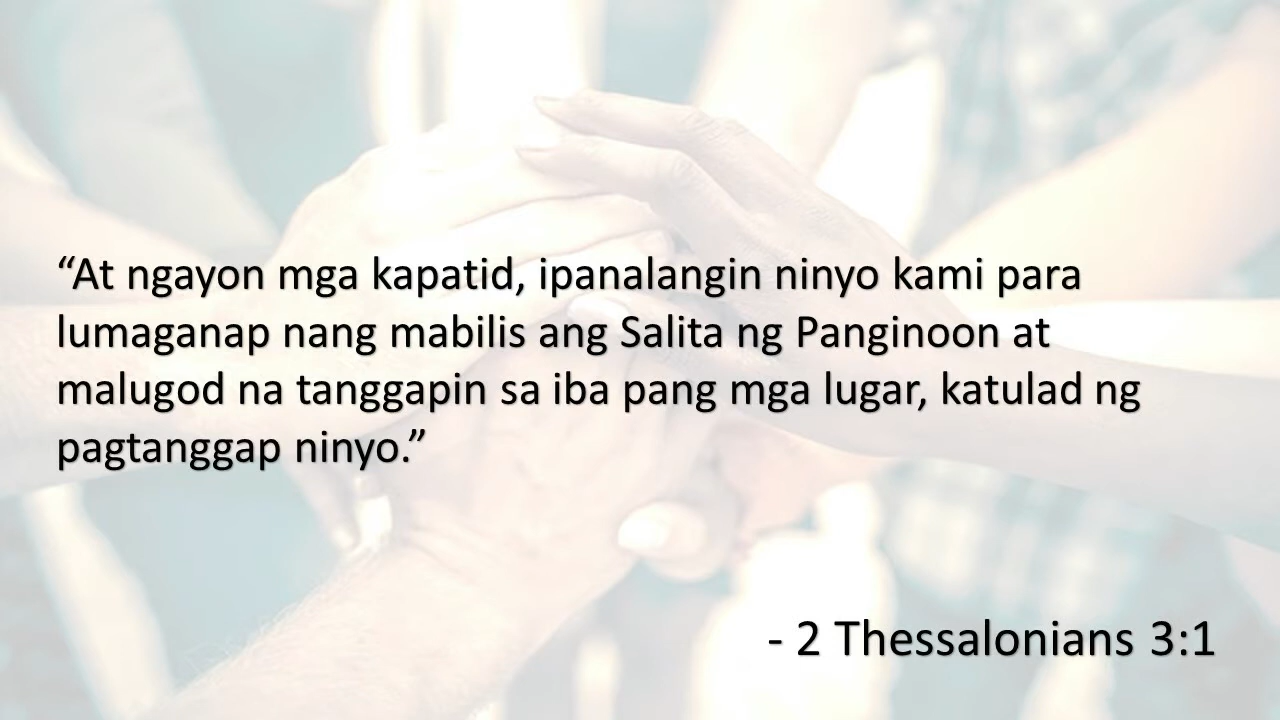 “At ngayon mga kapatid, ipanalangin ninyo kami para
lumaganap nang mabilis ang Salita ng Panginoon at
malugod na tanggapin sa iba pang mga lugar, katulad ng
pagtanggap ninyo.”
- 2 Thessalonians 3:1